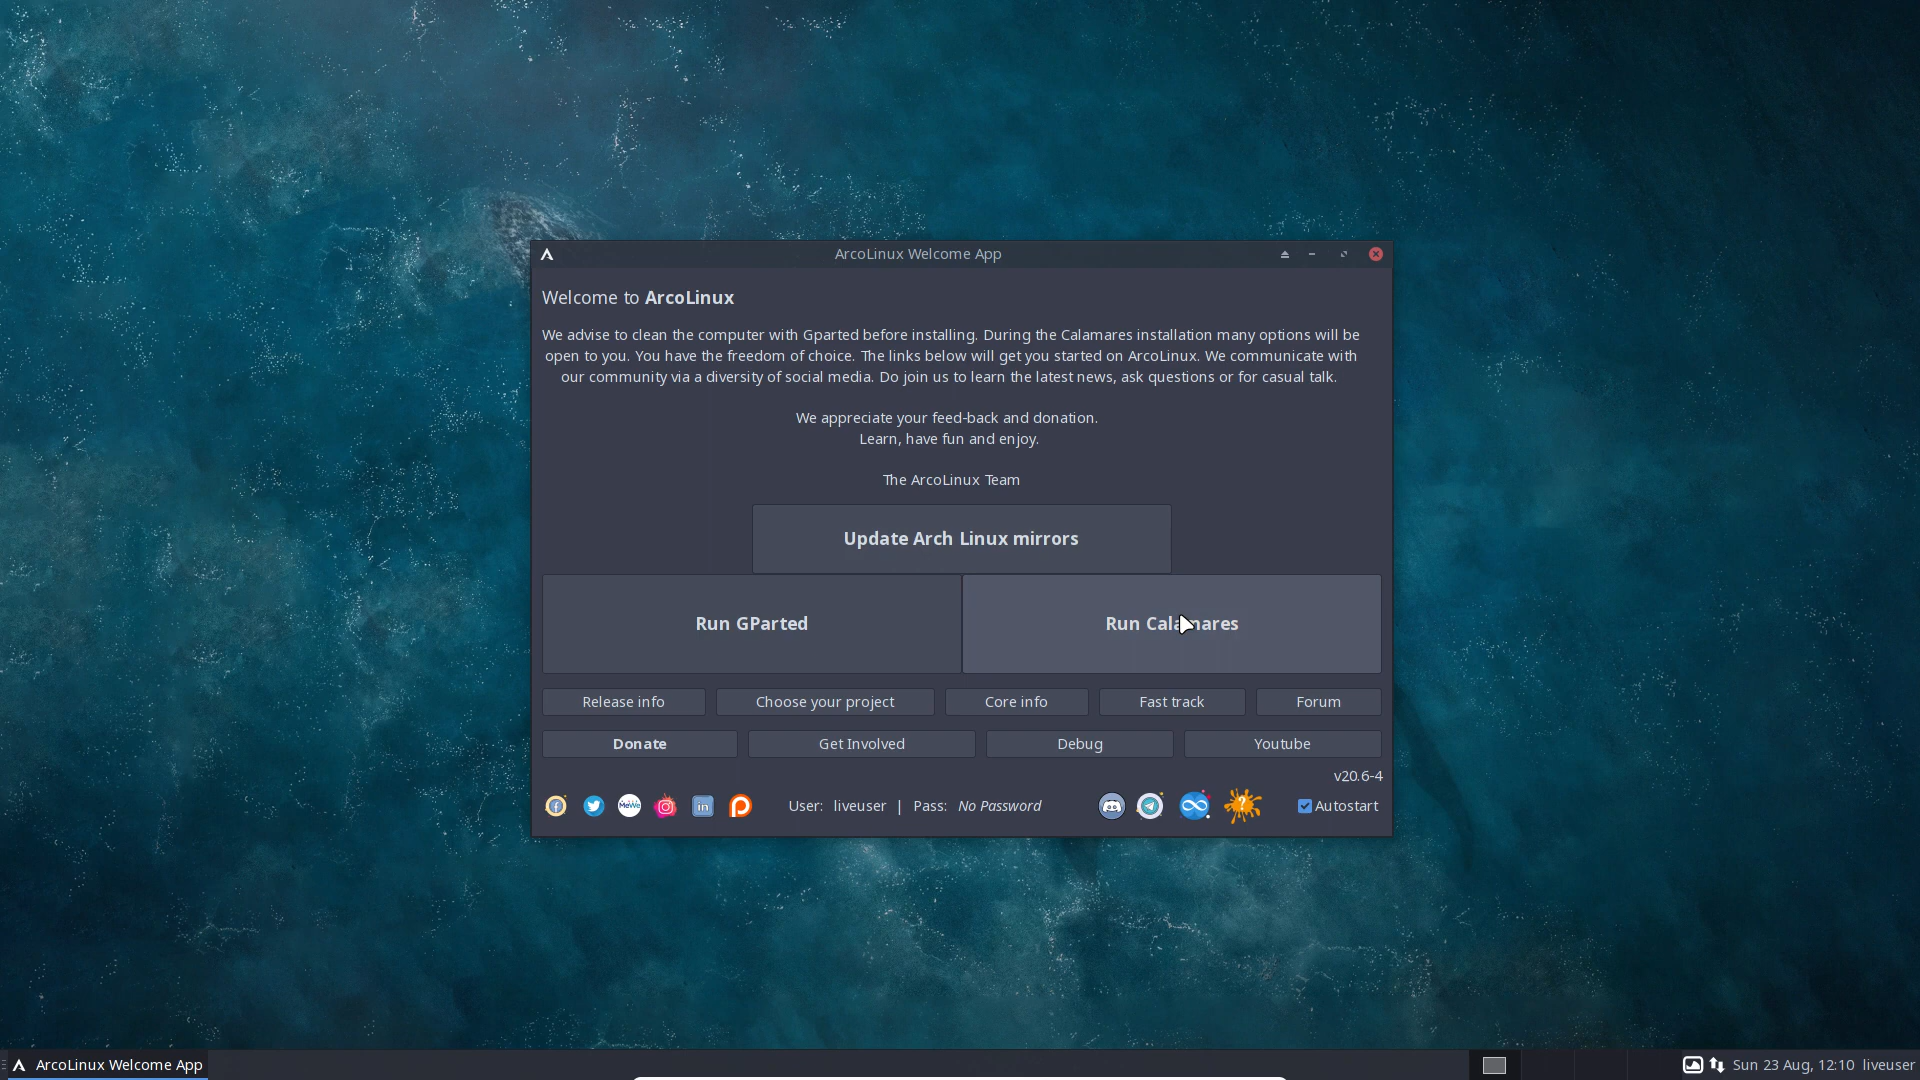 ArcoLinux Welcome App
Welcome to ArcoLinux
We advise to clean the computer with Gparted before installing. During the Calamares installation many options will be
open to you. You have the freedom of choice. The links below will get you started on ArcoLinux. We communicate with
our community via a diversity of social media. Do join us to learn the latest news, ask questions or for casual talk.
We appreciate your feed-back and donation.
Learn, have fun and enjoy.
The ArcoLinux Team
Update Arch Linux mirrors
Run GParted Run Calamares
Release info Choose your project Core info Fast track Forum
Donate Get Involved Debug Youtube
v20.6-4
MeWe in User: liveuser | Pass: No Password ? Autostart
ArcoLinux Welcome App Sun 23 Aug, 12:10 liveuser